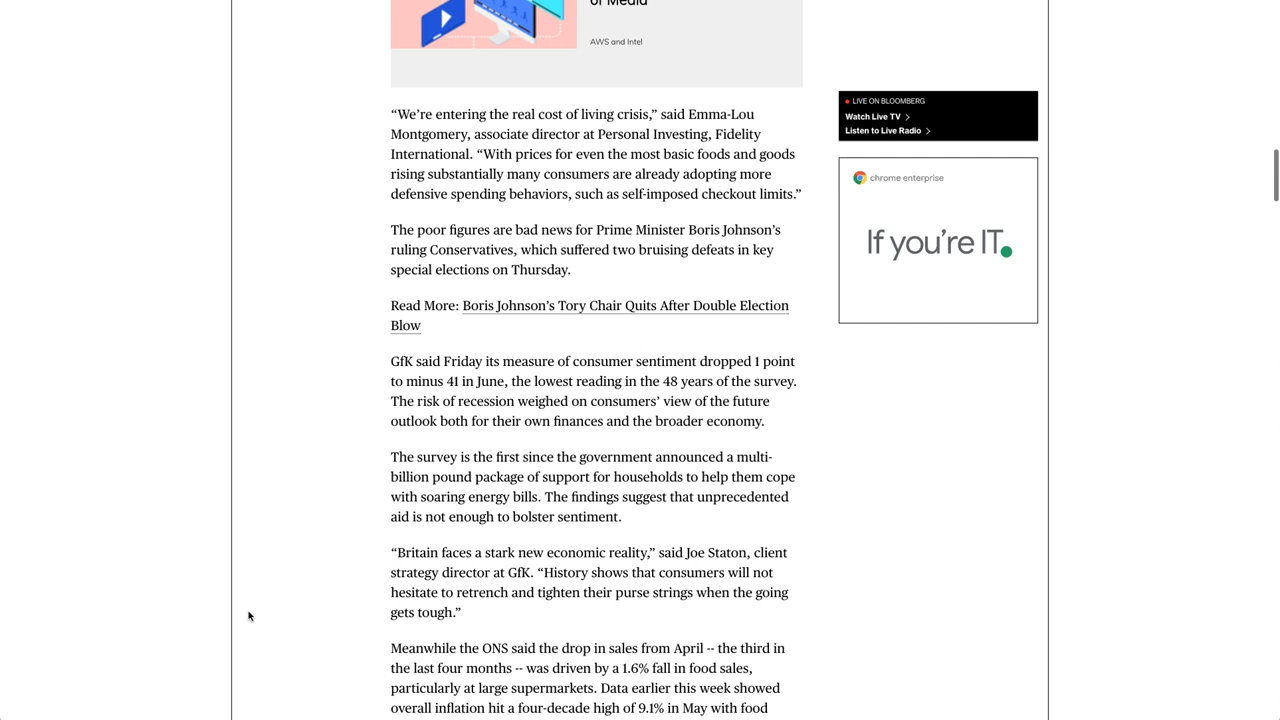 of Media
AWS and Intel
“We’re entering the real cost of living crisis,” said Emma-Lou
Montgomery, associate director at Personal Investing, Fidelity
International. “With prices for even the most basic foods and goods
rising substantially many consumers are already adopting more
defensive spending behaviors, such as self-imposed checkout limits.”
The poor figures are bad news for Prime Minister Boris Johnson’s
ruling Conservatives, which suffered two bruising defeats in key
special elections on Thursday.
Read More: Boris Johnson’s Tory Chair Quits After Double Election
Blow
GfK said Friday its measure of consumer sentiment dropped 1 point
to minus 41 in June, the lowest reading in the 48 years of the survey.
The risk of recession weighed on consumers’ view of the future
outlook both for their own finances and the broader economy.
The survey is the first since the government announced a multi-
billion pound package of support for households to help them cope
with soaring energy bills. The findings suggest that unprecedented
aid is not enough to bolster sentiment.
“Britain faces a stark new economic reality,” said Joe Staton, client
strategy director at GfK. “History shows that consumers will not
hesitate to retrench and tighten their purse strings when the going
gets tough.”
Meanwhile the ONS said the drop in sales from April -- the third in
the last four months -- was driven by a 1.6% fall in food sales,
particularly at large supermarkets. Data earlier this week showed
overall inflation hit a four-decade high of 9.1% in May with food
LIVE ON BLOOMBERG
Watch Live TV
Listen to Live Radio
chrome enterprise
If you’re IT.